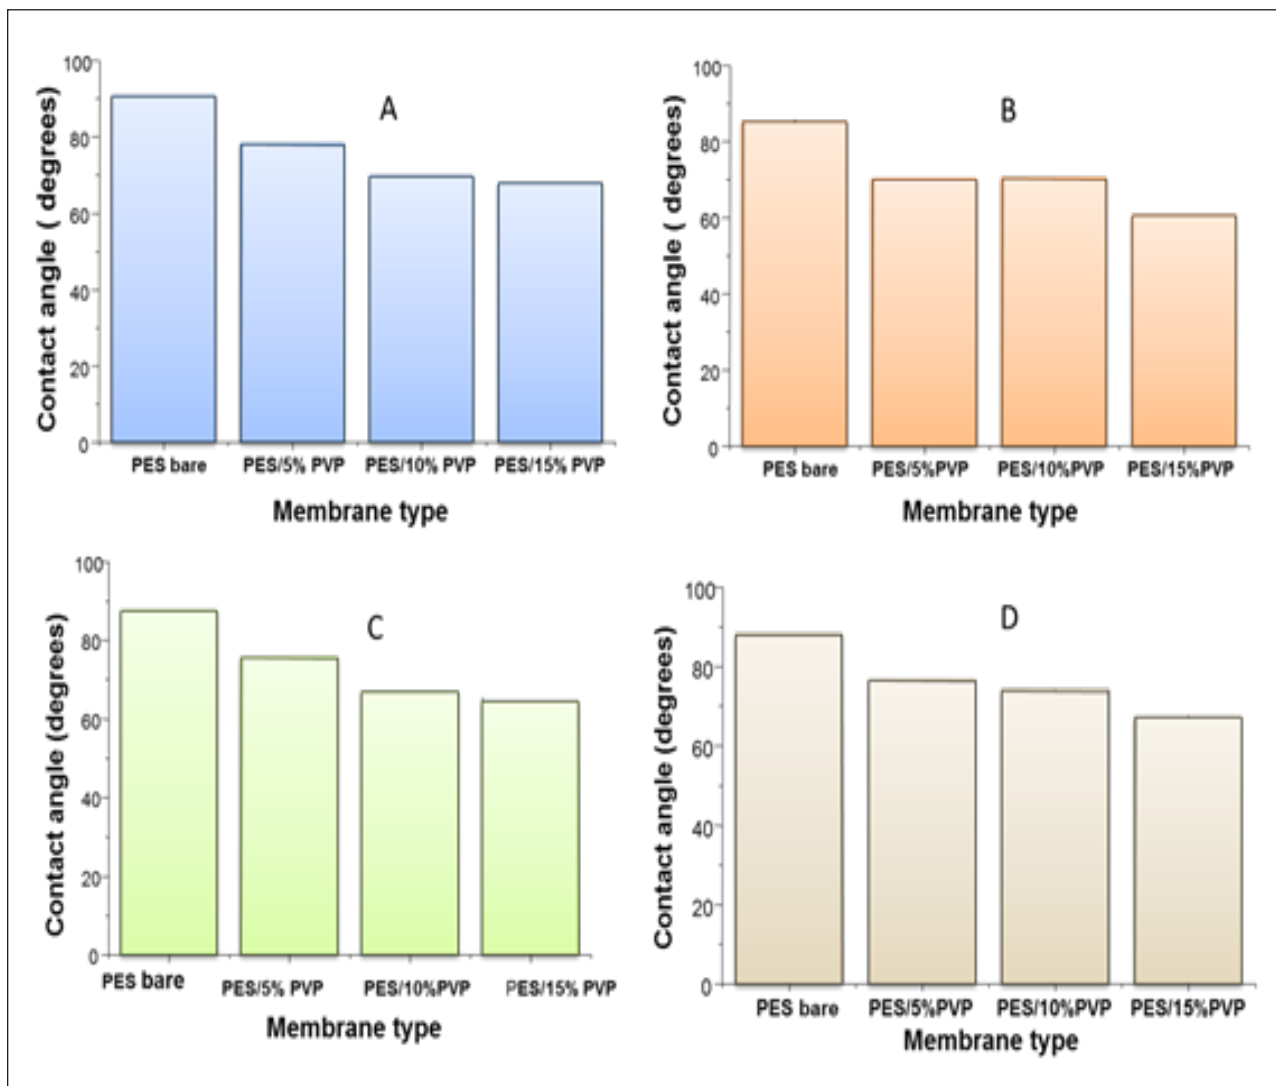 A
Contact angle ( degrees)
100
80
60
40
20
0
PES bare PES/5% PVP PES/10% PVP PES/15% PVP
Membrane type
B
Contact angle ( degrees)
100
80
60
40
20
0
PES bare PES/5%PVP PES/10%PVP PES/15%PVP
Membrane type
C
Contact angle (degrees)
100
80
60
40
20
0
PES bare PES/5% PVP PES/10%PVP PES/15% PVP
Membrane type
D
Contact angle (degrees)
100
80
60
40
20
0
PES bare PES/5%PVP PES/10%PVP PES/15%PVP
Membrane type